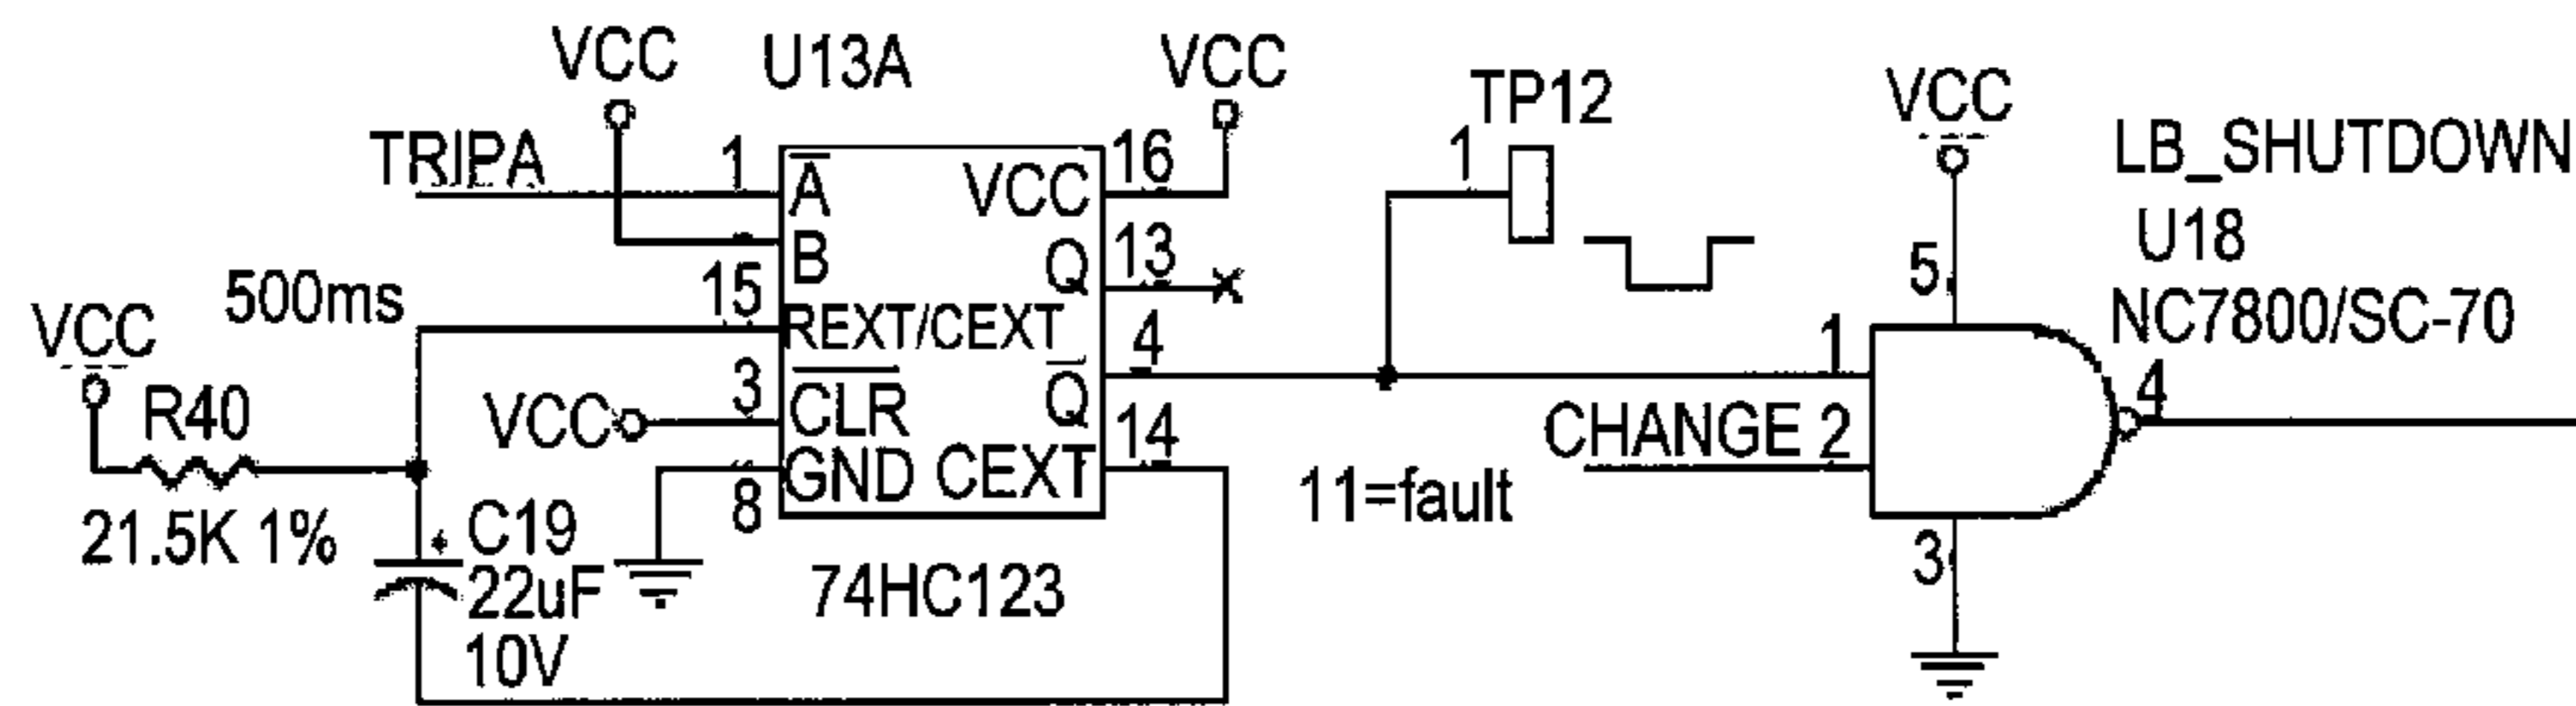 VCC
U13A
VCC
TP12
VCC
LB_SHUTDOWN
TRIPA
1
A
VCC
16
1
B
Q
13
5
U18
500ms
15
REXT/CEXT
4
1
NC7800/SC-70
VCC
R40
VCC
3
CLR
Q
14
CHANGE 2
4
21.5K 1%
C19
22uF
10V
8
GND
CEXT
11=fault
3
74HC123